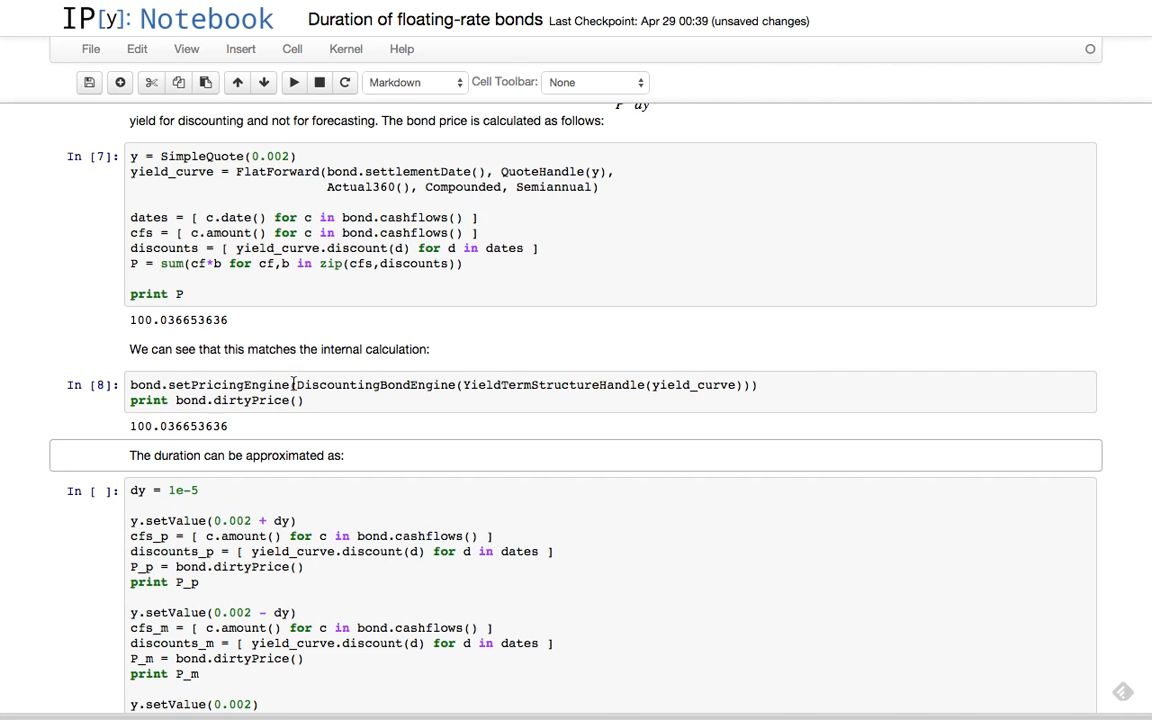 IP[y]: Notebook
Duration of floating-rate bonds Last Checkpoint: Apr 29 00:39 (unsaved changes)
File Edit View Insert Cell Kernel Help
Markdown Cell Toolbar: None
P dy
yield for discounting and not for forecasting. The bond price is calculated as follows:
In [7]: y = SimpleQuote(0.002)
yield_curve = FlatForward(bond.settlementDate(), QuoteHandle(y),
Actual360(), Compounded, Semiannual)
dates = [ c.date() for c in bond.cashflows() ]
cfs = [ c.amount() for c in bond.cashflows() ]
discounts = [ yield_curve.discount(d) for d in dates ]
P = sum(cf*b for cf,b in zip(cfs,discounts))
print P
100.036653636
We can see that this matches the internal calculation:
In [8]: bond.setPricingEngine(DiscountingBondEngine(YieldTermStructureHandle(yield_curve)))
print bond.dirtyPrice()
100.036653636
The duration can be approximated as:
In [ ]: dy = 1e-5
y.setValue(0.002 + dy)
cfs_p = [ c.amount() for c in bond.cashflows() ]
discounts_p = [ yield_curve.discount(d) for d in dates ]
P_p = bond.dirtyPrice()
print P_p
y.setValue(0.002 - dy)
cfs_m = [ c.amount() for c in bond.cashflows() ]
discounts_m = [ yield_curve.discount(d) for d in dates ]
P_m = bond.dirtyPrice()
print P_m
y.setValue(0.002)